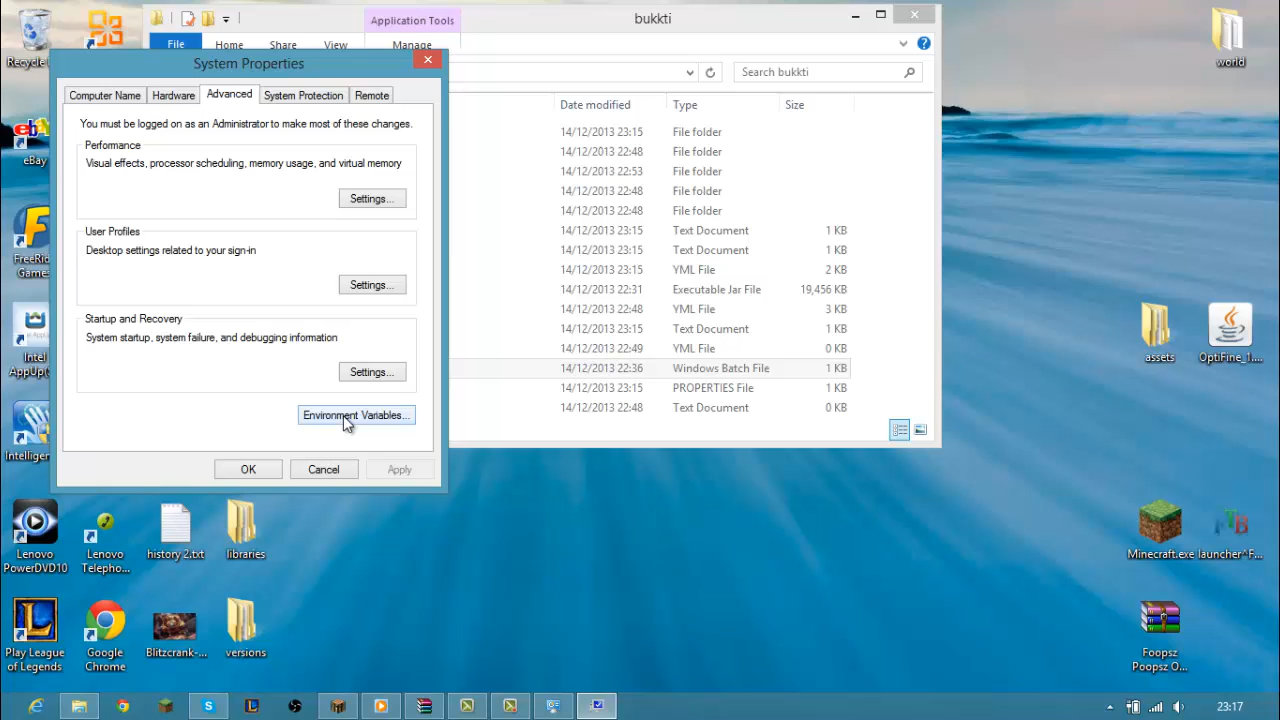 Application Tools
bukkti
File
Home
Share
View
Manage
Search bukkti
Date modified
Type
Size
14/12/2013 23:15 File folder
14/12/2013 22:48 File folder
14/12/2013 22:53 File folder
14/12/2013 22:48 File folder
14/12/2013 22:48 File folder
14/12/2013 23:15 Text Document 1 KB
14/12/2013 23:15 Text Document 1 KB
14/12/2013 23:15 YML File 2 KB
14/12/2013 22:31 Executable Jar File 19,456 KB
14/12/2013 22:48 YML File 3 KB
14/12/2013 23:15 Text Document 1 KB
14/12/2013 22:49 YML File 0 KB
14/12/2013 22:36 Windows Batch File 1 KB
14/12/2013 23:15 PROPERTIES File 1 KB
14/12/2013 22:48 Text Document 0 KB
System Properties
Computer Name
Hardware
Advanced
System Protection
Remote
You must be logged on as an Administrator to make most of these changes.
Performance
Visual effects, processor scheduling, memory usage, and virtual memory
Settings...
User Profiles
Desktop settings related to your sign-in
Settings...
Startup and Recovery
System startup, system failure, and debugging information
Settings...
Environment Variables...
OK
Cancel
Apply
Recycle
eBay
FreeRid
Games
Intel
AppUp(s
Intelligen
Lenovo
PowerDVD10
Lenovo
Telepho...
history 2.txt
libraries
Play League
of Legends
Google
Chrome
Blitzcrank-...
versions
world
assets
OptiFine_1....
Minecraft.exe
launcher^F...
Foopsz
Poopsz O...
23:17